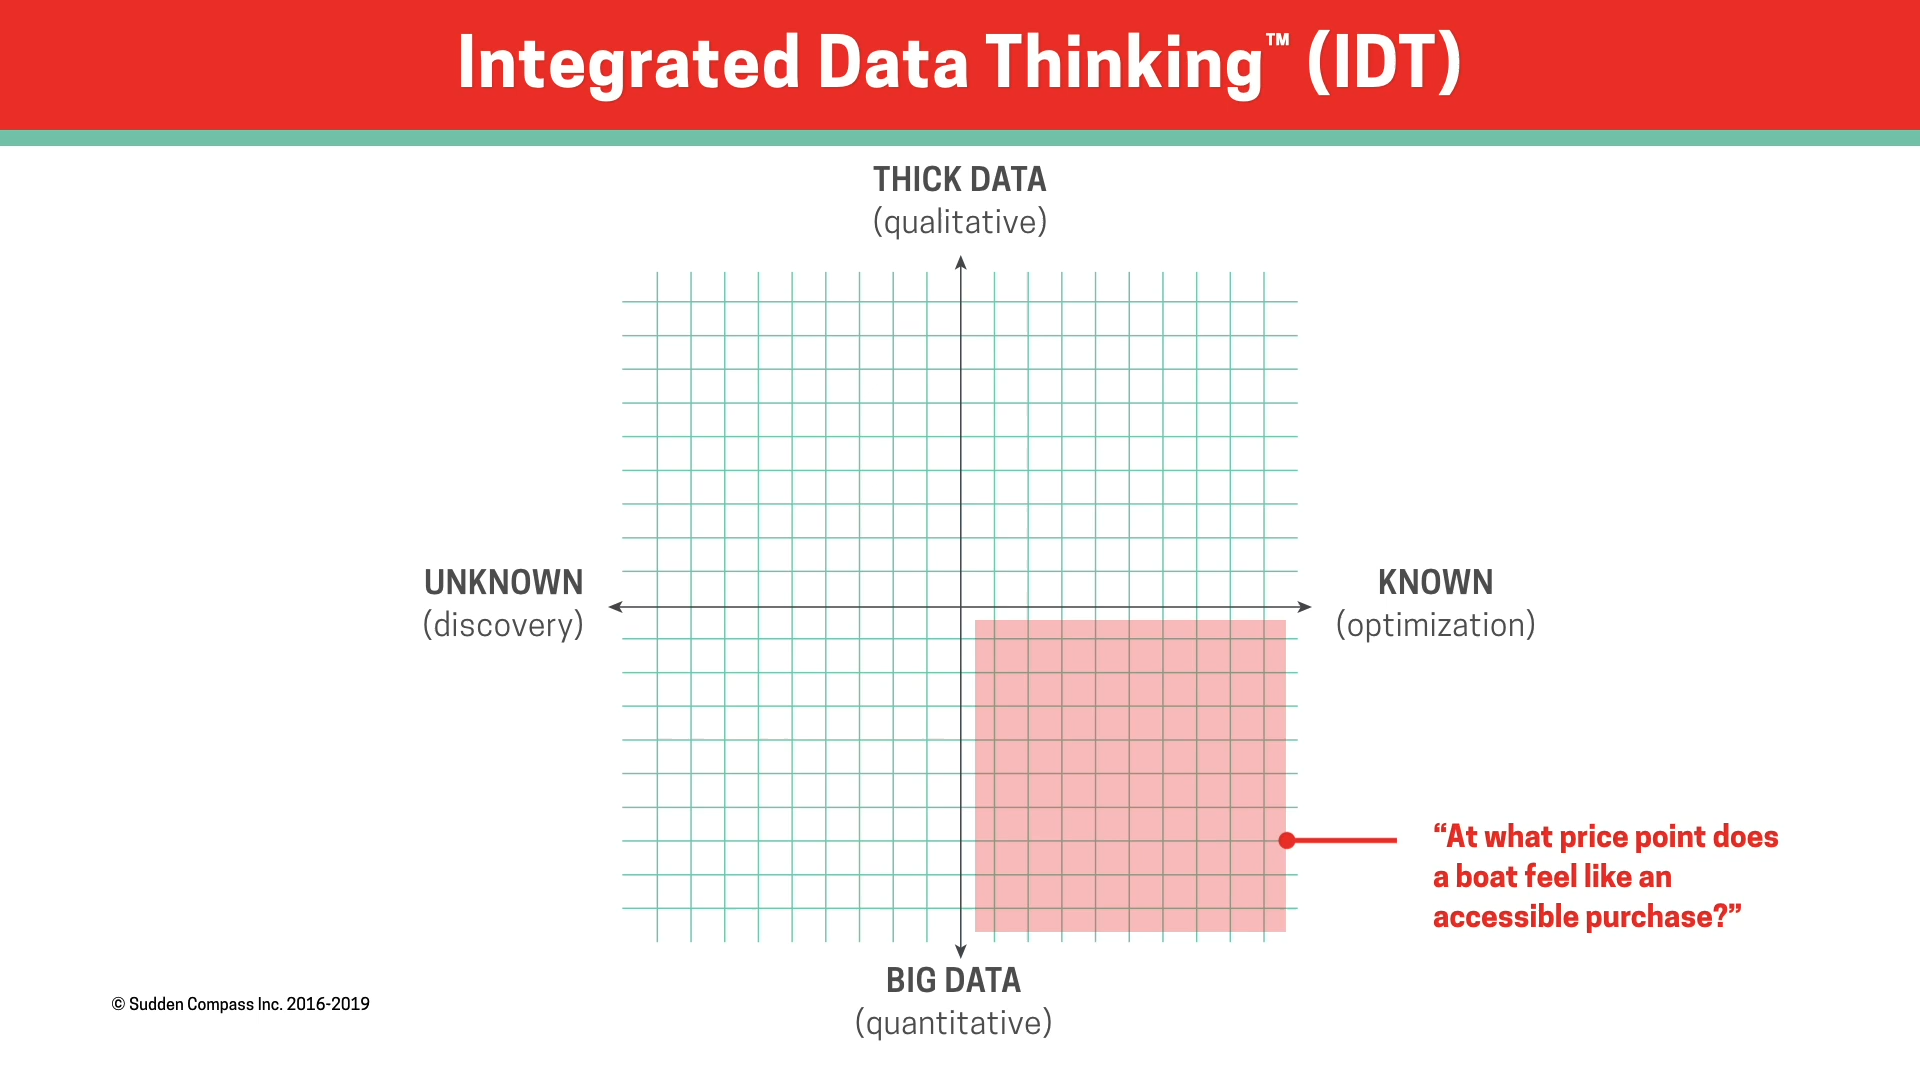 Integrated Data Thinking™ (IDT)
THICK DATA
(qualitative)
UNKNOWN
(discovery)
KNOWN
(optimization)
“At what price point does
a boat feel like an
accessible purchase?”
BIG DATA
(quantitative)
© Sudden Compass Inc. 2016-2019